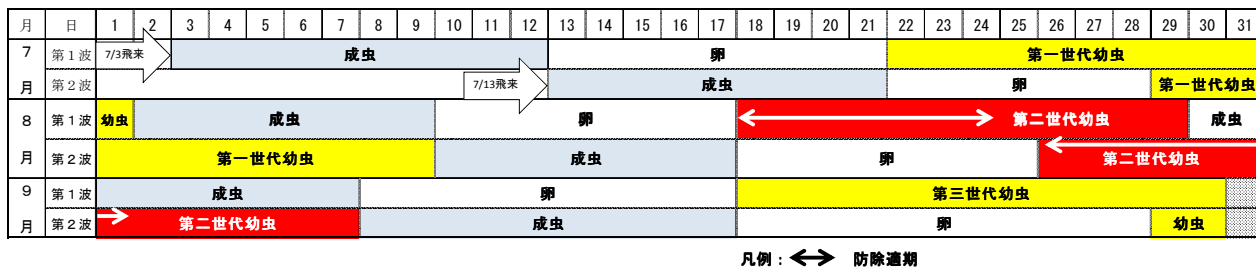 月 日 1 2 3 4 5 6 7 8 9 10 11 12 13 14 15 16 17 18 19 20 21 22 23 24 25 26 27 28 29 30 31
7月 第1波 7/3飛来 成虫 卵 第一世代幼虫
第2波 7/13飛来 成虫 卵 第一世代幼虫
8月 第1波 幼虫 成虫 卵 第二世代幼虫 成虫
第2波 第一世代幼虫 成虫 卵 第二世代幼虫
9月 第1波 成虫 卵 第三世代幼虫
第2波 第二世代幼虫 成虫 卵 幼虫
凡例： 防除適期